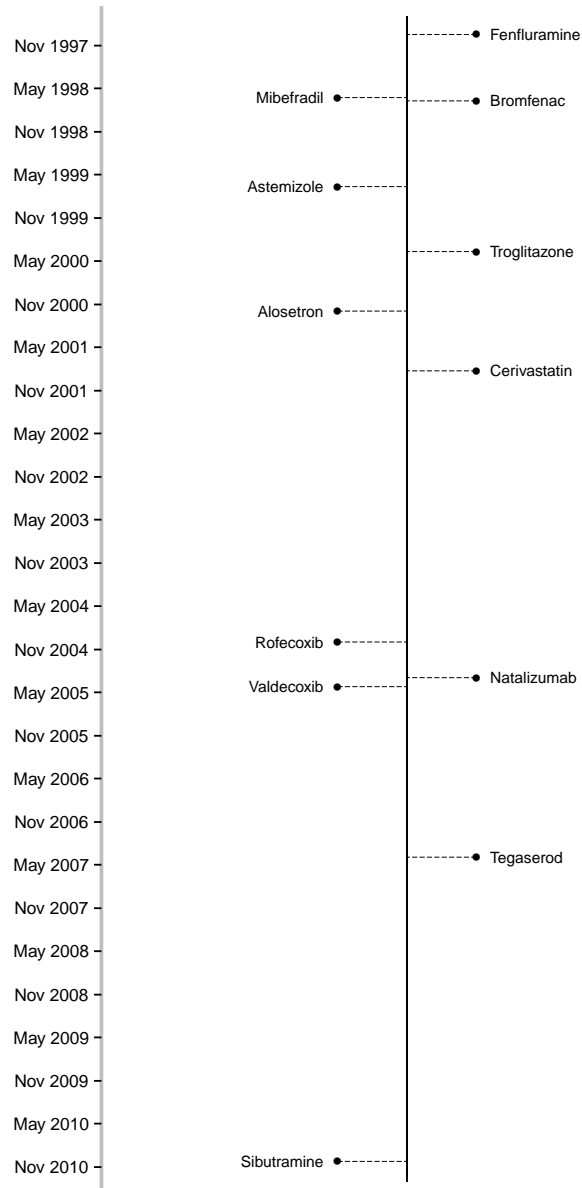 Nov 1997
May 1998
Nov 1998
May 1999
Nov 1999
May 2000
Nov 2000
May 2001
Nov 2001
May 2002
Nov 2002
May 2003
Nov 2003
May 2004
Nov 2004
May 2005
Nov 2005
May 2006
Nov 2006
May 2007
Nov 2007
May 2008
Nov 2008
May 2009
Nov 2009
May 2010
Nov 2010
Fenfluramine
Mibefradil
Bromfenac
Astemizole
Troglitazone
Alosetron
Cerivastatin
Rofecoxib
Natalizumab
Valdecoxib
Tegaserod
Sibutramine